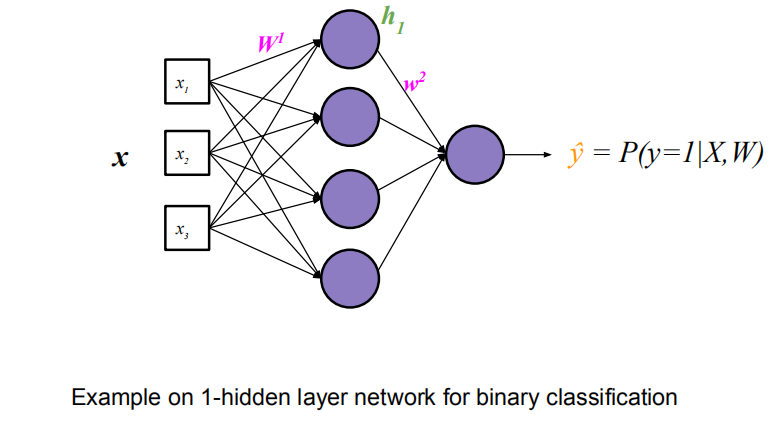 h₁
W¹
w²
x₁
x
x₂
ŷ = P(y=1|X,W)
x₃
Example on 1-hidden layer network for binary classification